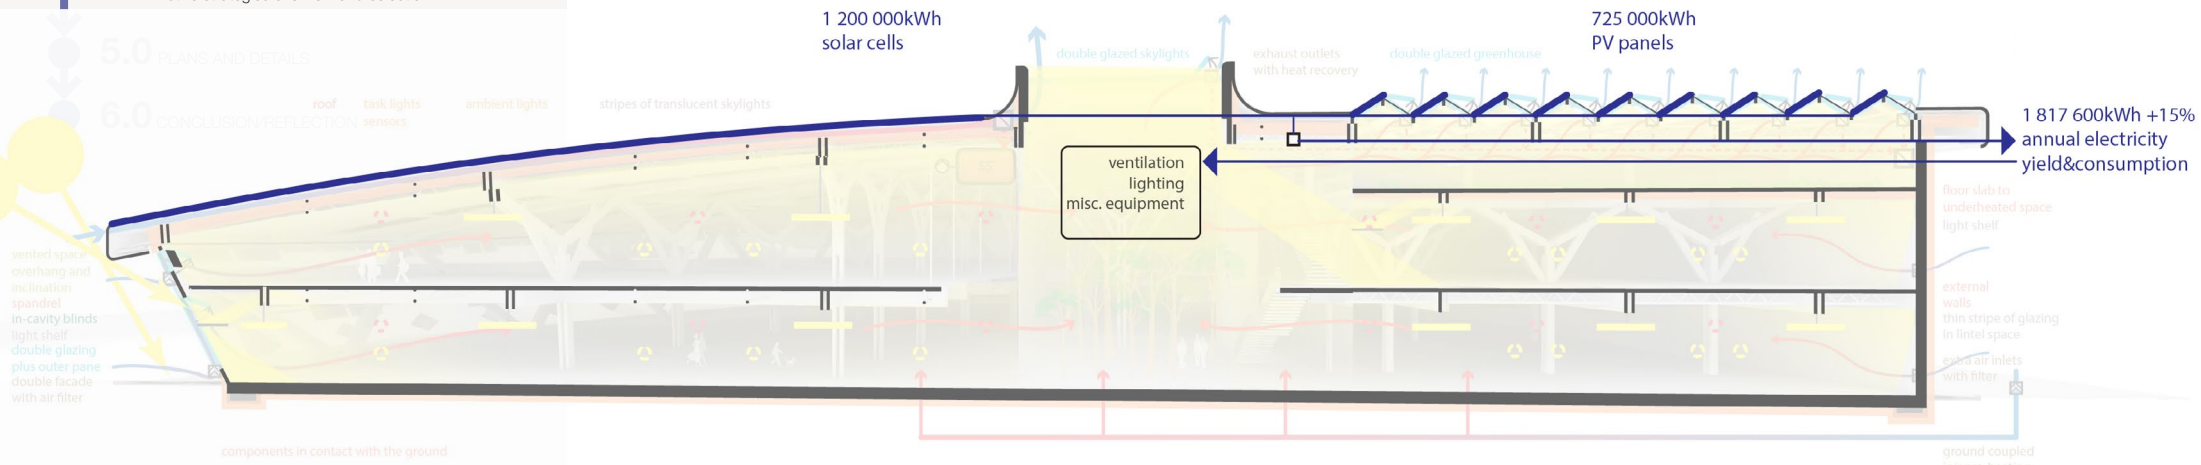 5.0 PLANS AND DETAILS
6.0 CONCLUSION/REFLECTION
1 200 000kWh
solar cells
725 000kWh
PV panels
double glazed skylights
exhaust outlets
with heat recovery
double glazed greenhouse
roof
task lights
sensors
ambient lights
stripes of translucent skylights
1 817 600kWh +15%
annual electricity
yield&consumption
ventilation
lighting
misc. equipment
vented space
overhang and
inclination
spandrel
in-cavity blinds
light shelf
double glazing
plus outer pane
double facade
with air filter
floor slab to
underheated space
light shelf
external
walls
thin stripe of glazing
in lintel space
extra air inlets
with filter
components in contact with the ground
ground coupled